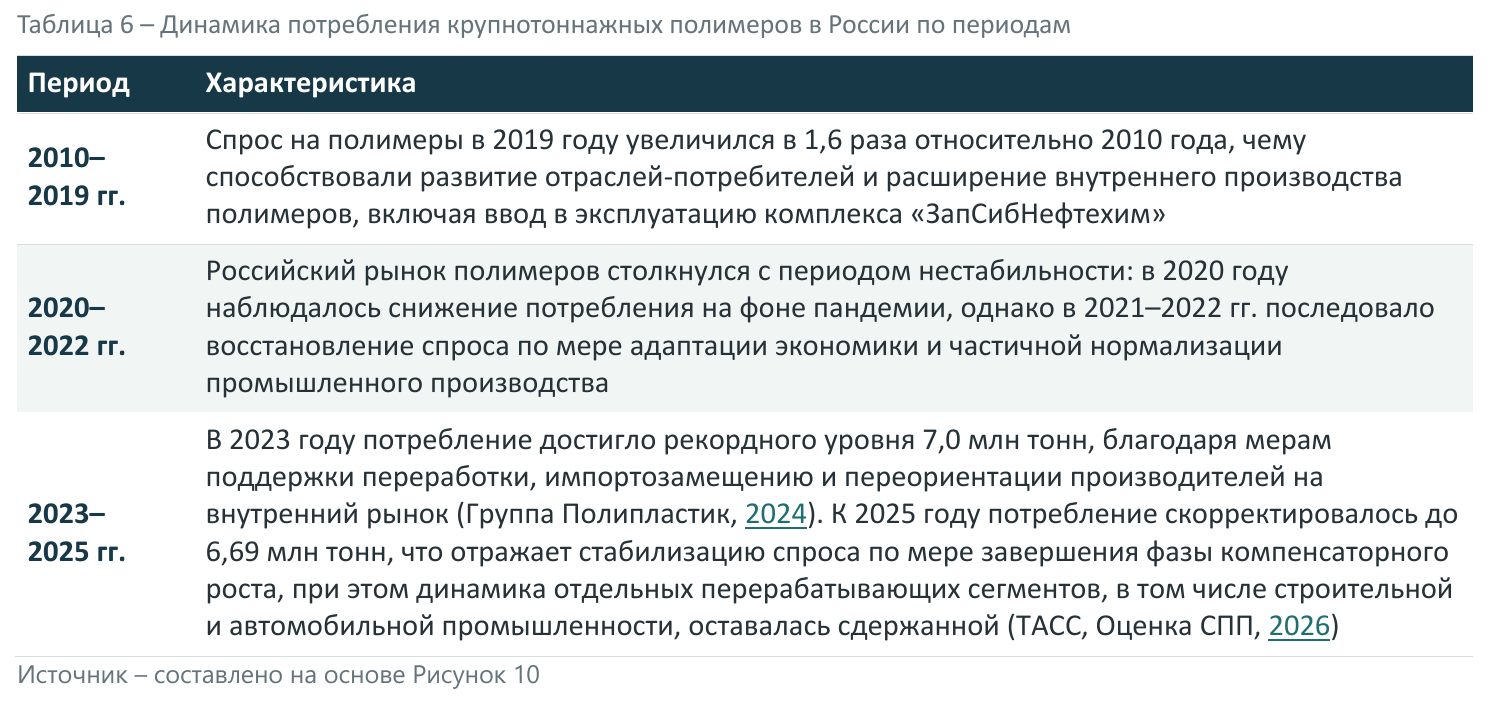 Таблица 6 – Динамика потребления крупнотоннажных полимеров в России по периодам
Период Характеристика
2010–
2019 гг.
Спрос на полимеры в 2019 году увеличился в 1,6 раза относительно 2010 года, чему
способствовали развитие отраслей-потребителей и расширение внутреннего производства
полимеров, включая ввод в эксплуатацию комплекса «ЗапСибНефтехим»
2020–
2022 гг.
Российский рынок полимеров столкнулся с периодом нестабильности: в 2020 году
наблюдалось снижение потребления на фоне пандемии, однако в 2021–2022 гг. последовало
восстановление спроса по мере адаптации экономики и частичной нормализации
промышленного производства
2023–
2025 гг.
В 2023 году потребление достигло рекордного уровня 7,0 млн тонн, благодаря мерам
поддержки переработки, импортозамещению и переориентации производителей на
внутренний рынок (Группа Полипластик, 2024). К 2025 году потребление скорректировалось до
6,69 млн тонн, что отражает стабилизацию спроса по мере завершения фазы компенсаторного
роста, при этом динамика отдельных перерабатывающих сегментов, в том числе строительной
и автомобильной промышленности, оставалась сдержанной (ТАСС, Оценка СПП, 2026)
Источник – составлено на основе Рисунок 10